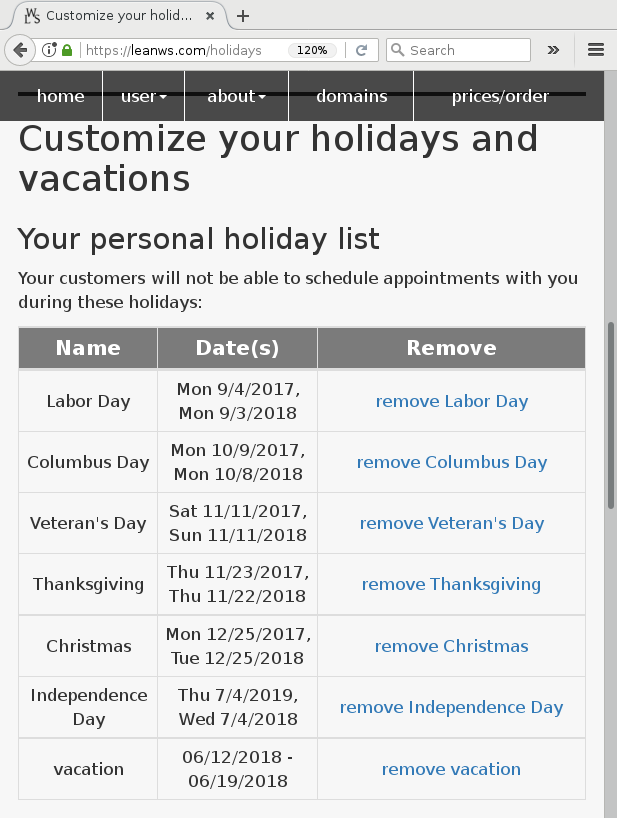 Customize your holid...
https://leanws.com/holidays 120% Search
home user about domains prices/order
Customize your holidays and
vacations
Your personal holiday list
Your customers will not be able to schedule appointments with you
during these holidays:
Name Date(s) Remove
Labor Day Mon 9/4/2017, remove Labor Day
Mon 9/3/2018
Columbus Day Mon 10/9/2017, remove Columbus Day
Mon 10/8/2018
Veteran's Day Sat 11/11/2017, remove Veteran's Day
Sun 11/11/2018
Thanksgiving Thu 11/23/2017, remove Thanksgiving
Thu 11/22/2018
Christmas Mon 12/25/2017, remove Christmas
Tue 12/25/2018
Independence Thu 7/4/2019, remove Independence Day
Day Wed 7/4/2018
vacation 06/12/2018 - remove vacation
06/19/2018